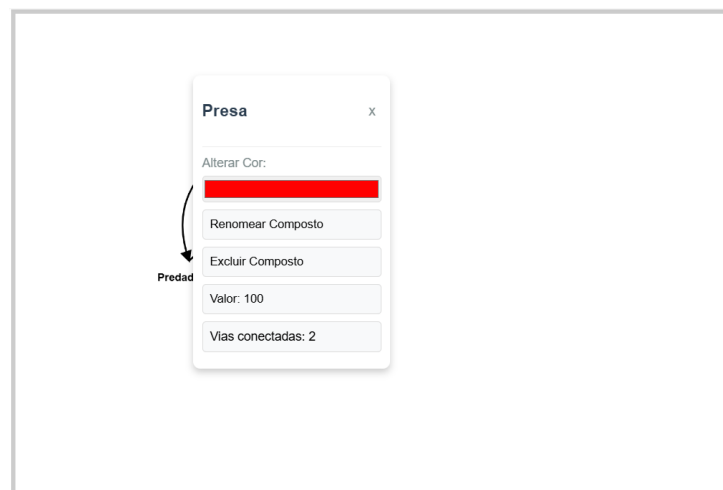 Presa x
Alterar Cor:
Renomear Composto
Excluir Composto
Predad
Valor: 100
Vias conectadas: 2